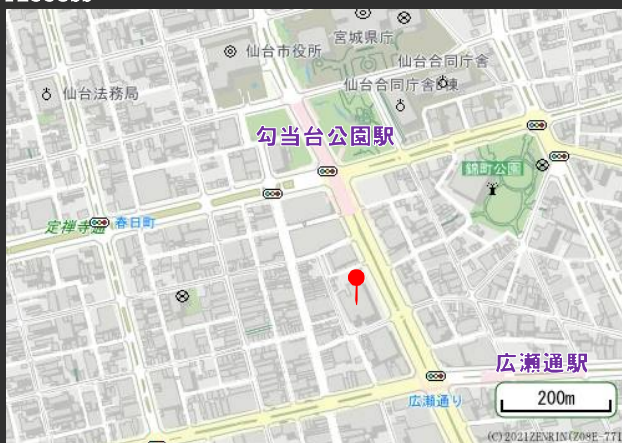 宮城県庁
仙台市役所
仙台合同庁舎
仙台合同庁舎B棟
仙台法務局
勾当台公園駅
錦町公園
定禅寺通
春日町
広瀬通駅
広瀬通り
200m
(C)2021ZENRIN(Z08E-771